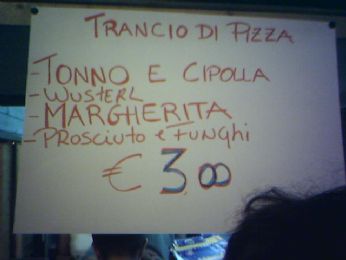 TRANCIO DI PIZZA
- TONNO E CIPOLLA
- WUSTERL
- MARGHERITA
- PROSCIUTO e FUNGHI
€ 3,00